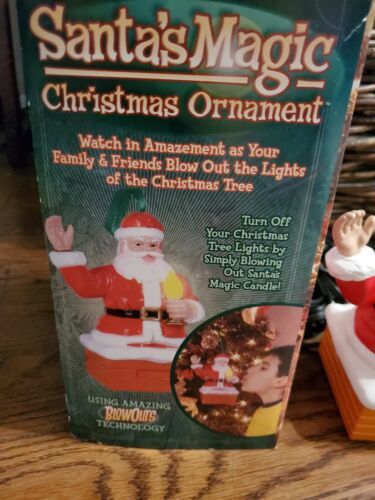 Santa's Magic
Christmas Ornament™
Watch in Amazement as Your
Family & Friends Blow Out the Lights
of the Christmas Tree
Turn Off
Your Christmas
Tree Lights by
Simply Blowing
Out Santa's
Magic Candle!
USING AMAZING
BlowOuts
TECHNOLOGY